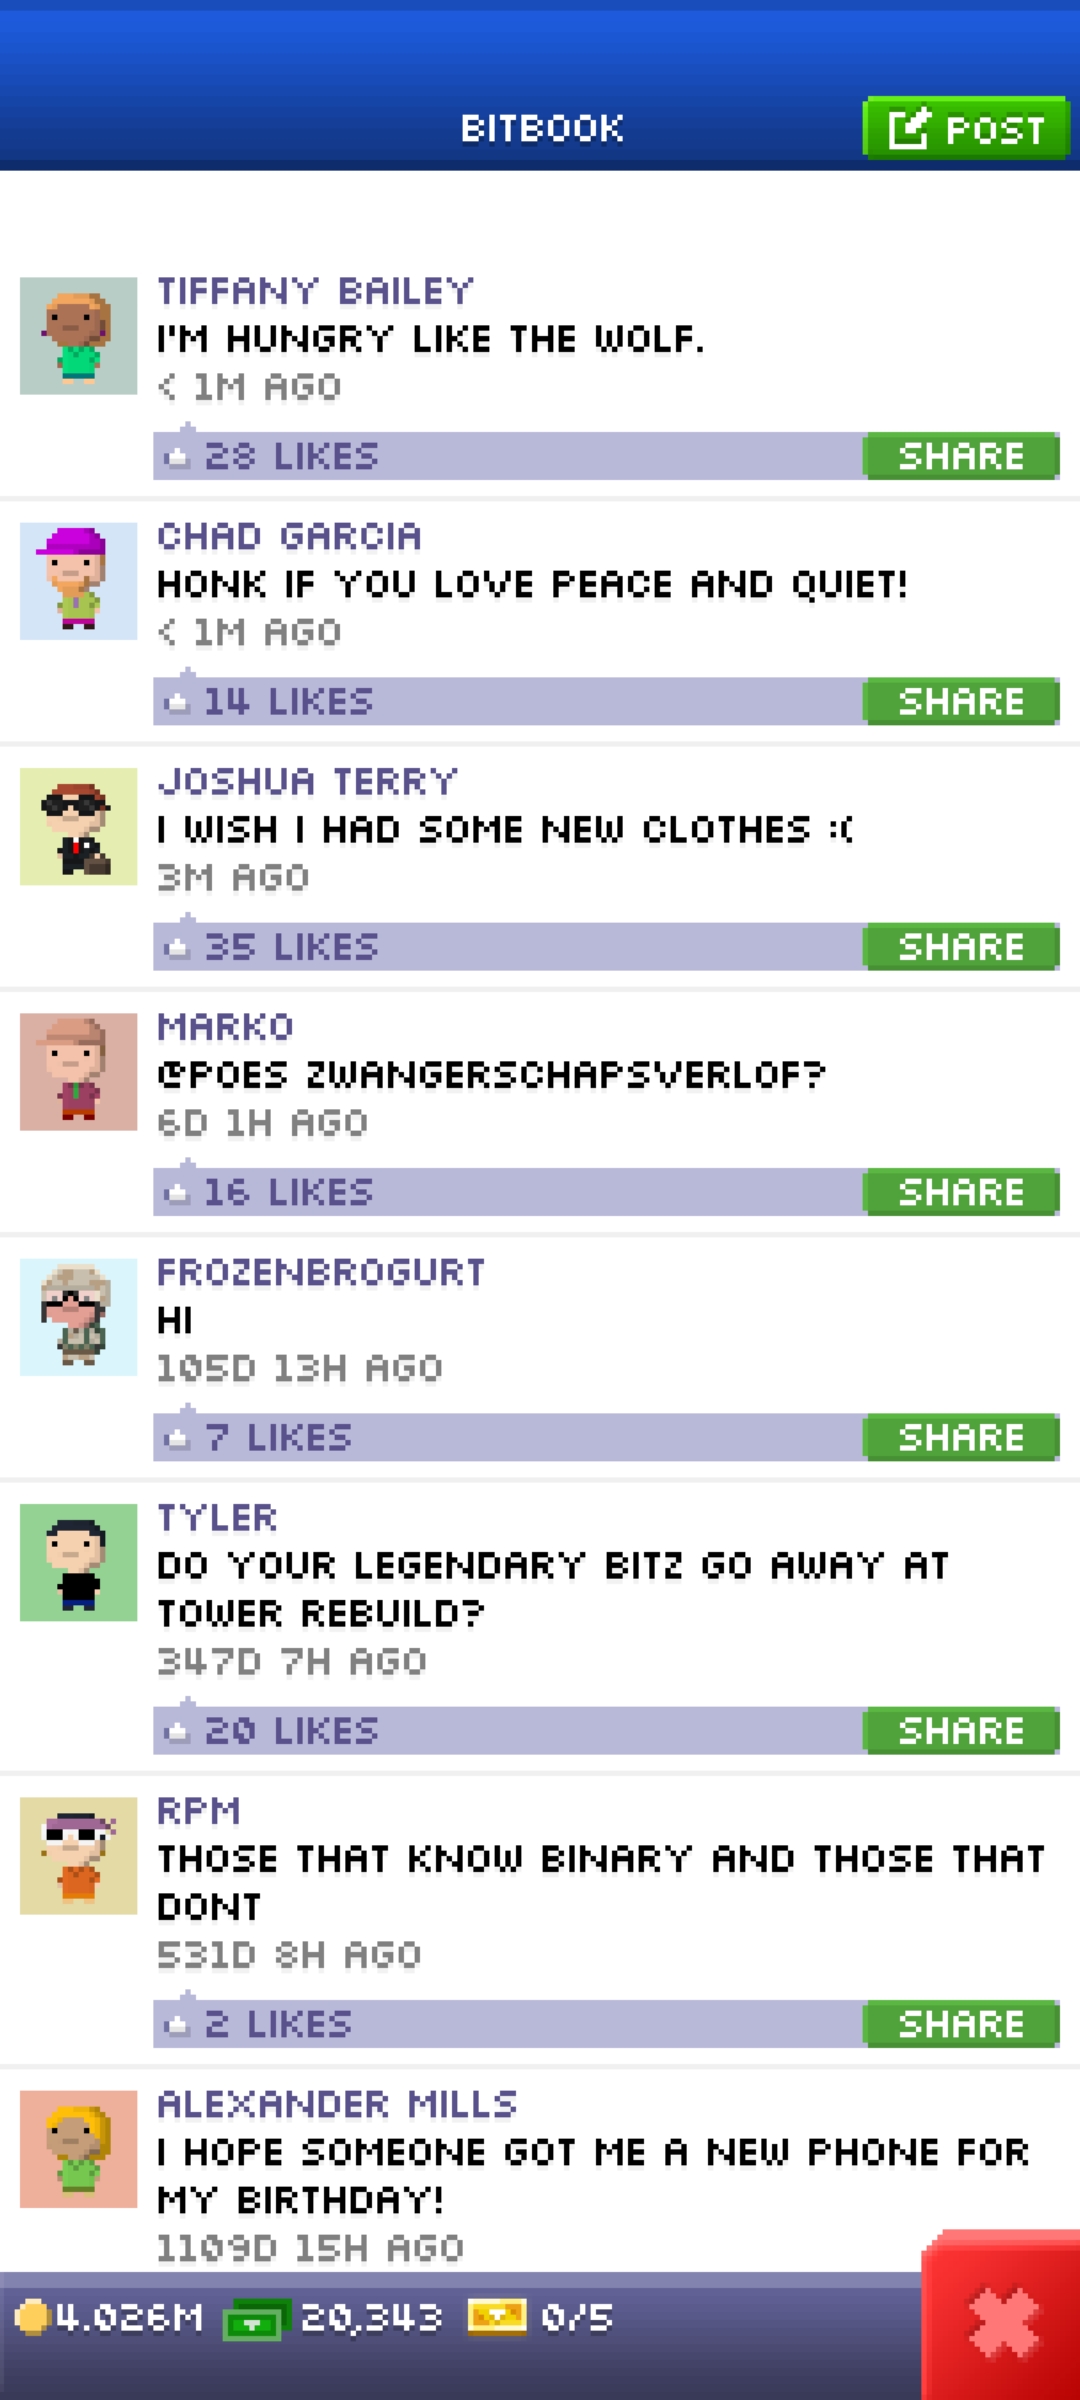 BITBOOK
POST
TIFFANY BAILEY
I'M HUNGRY LIKE THE WOLF.
< 1M AGO
28 LIKES
SHARE
CHAD GARCIA
HONK IF YOU LOVE PEACE AND QUIET!
< 1M AGO
14 LIKES
SHARE
JOSHUA TERRY
I WISH I HAD SOME NEW CLOTHES :(
3M AGO
35 LIKES
SHARE
MARKO
@POES ZWANGERSCHAPSVERLOF?
6D 1H AGO
16 LIKES
SHARE
FROZENBROGURT
HI
105D 13H AGO
7 LIKES
SHARE
TYLER
DO YOUR LEGENDARY BITZ GO AWAY AT
TOWER REBUILD?
347D 7H AGO
20 LIKES
SHARE
RPM
THOSE THAT KNOW BINARY AND THOSE THAT
DONT
531D 8H AGO
2 LIKES
SHARE
ALEXANDER MILLS
I HOPE SOMEONE GOT ME A NEW PHONE FOR
MY BIRTHDAY!
1109D 15H AGO
4.026M 20,343 0/5